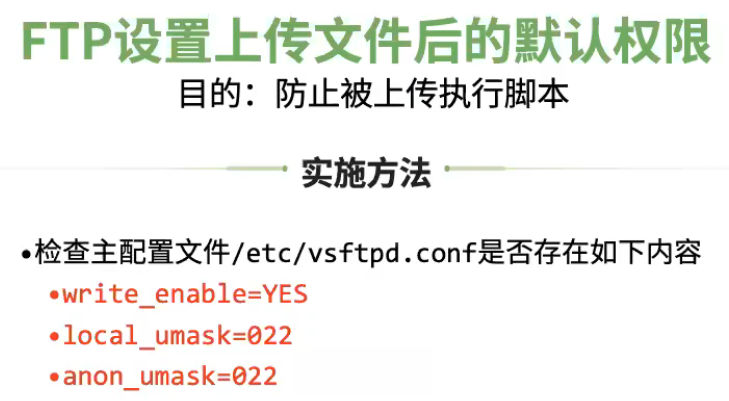 FTP设置上传文件后的默认权限
目的：防止被上传执行脚本
实施方法
•检查主配置文件/etc/vsftpd.conf是否存在如下内容
•write_enable=YES
•local_umask=022
•anon_umask=022